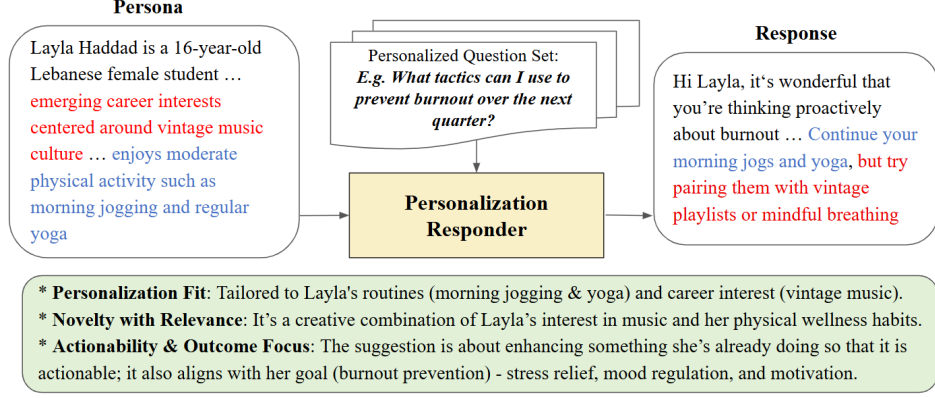 Persona
Layla Haddad is a 16-year-old
Lebanese female student …
emerging career interests
centered around vintage music
culture … enjoys moderate
physical activity such as
morning jogging and regular
yoga
Personalized Question Set:
E.g. What tactics can I use to
prevent burnout over the next
quarter?
Personalization
Responder
Response
Hi Layla, it‘s wonderful that
you’re thinking proactively
about burnout … Continue your
morning jogs and yoga, but try
pairing them with vintage
playlists or mindful breathing
* Personalization Fit: Tailored to Layla's routines (morning jogging & yoga) and career interest (vintage music).
* Novelty with Relevance: It’s a creative combination of Layla’s interest in music and her physical wellness habits.
* Actionability & Outcome Focus: The suggestion is about enhancing something she’s already doing so that it is
actionable; it also aligns with her goal (burnout prevention) - stress relief, mood regulation, and motivation.